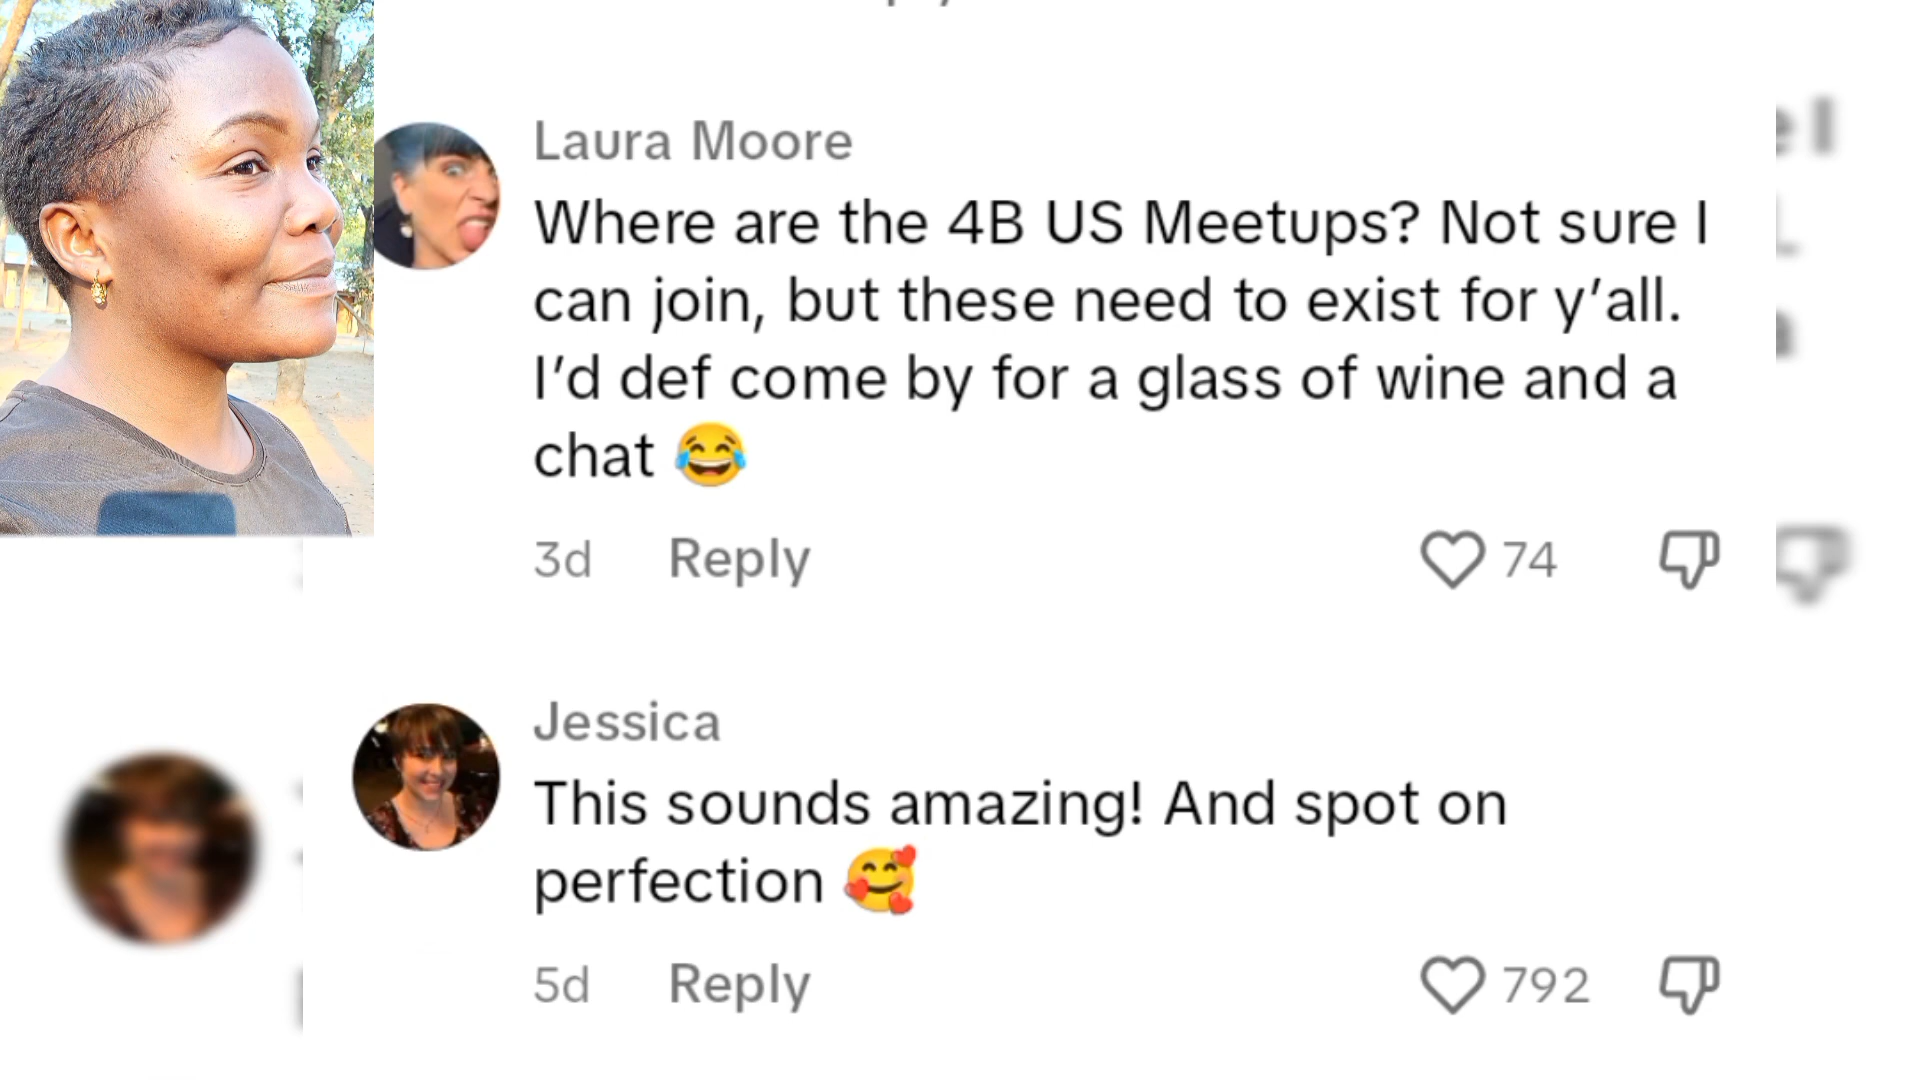 Laura Moore
Where are the 4B US Meetups? Not sure I
can join, but these need to exist for y’all.
I’d def come by for a glass of wine and a
chat 😂
3d Reply 74
Jessica
This sounds amazing! And spot on
perfection 🥰
5d Reply 792